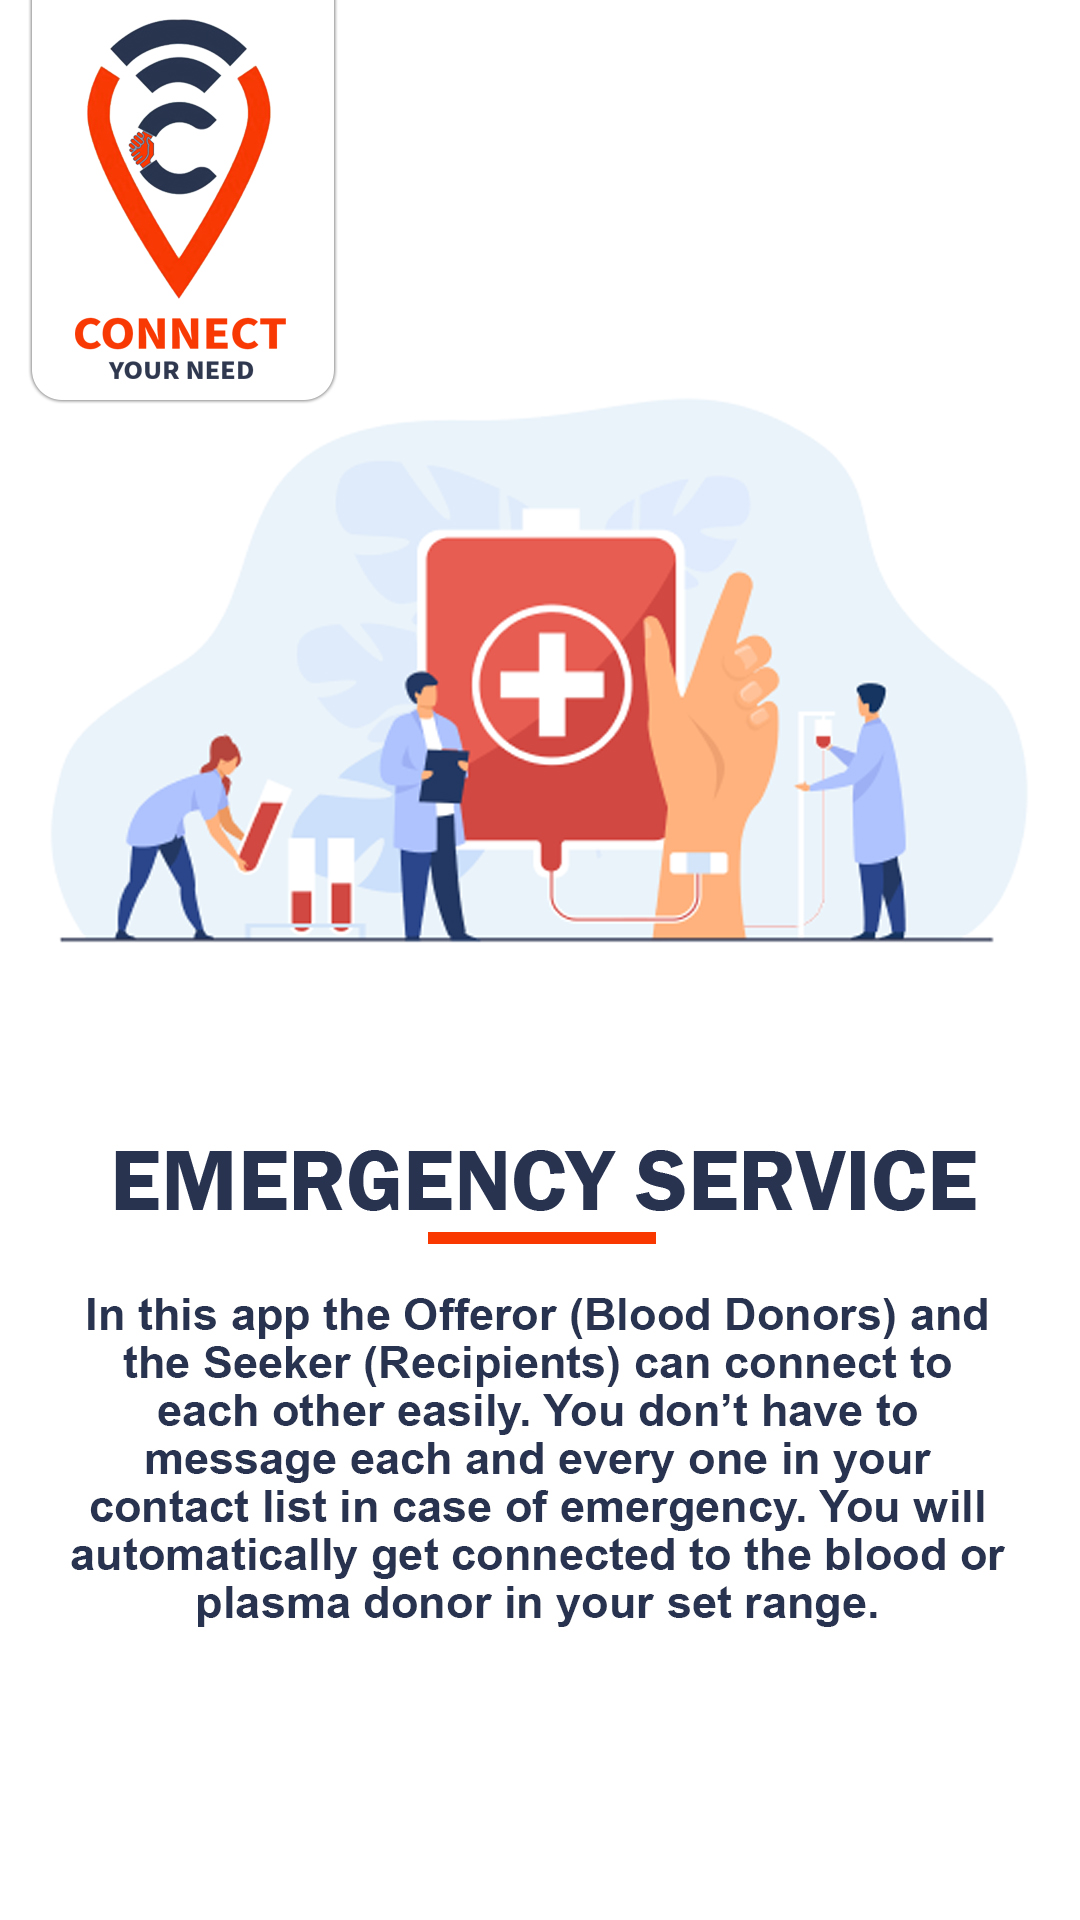 CONNECT
YOUR NEED
EMERGENCY SERVICE
In this app the Offeror (Blood Donors) and
the Seeker (Recipients) can connect to
each other easily. You don’t have to
message each and every one in your
contact list in case of emergency. You will
automatically get connected to the blood or
plasma donor in your set range.